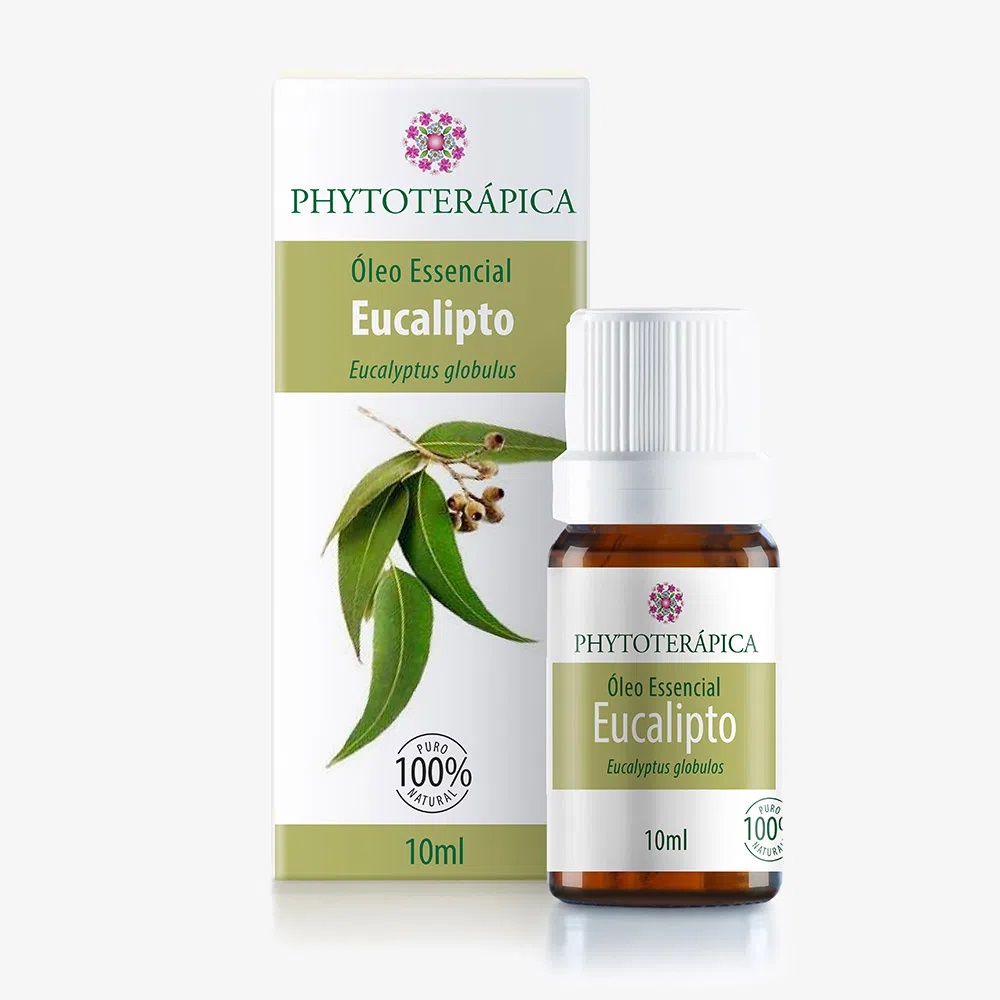 PHYTOTERÁPICA
Óleo Essencial
Eucalipto
Eucalyptus globulus
PURO
100%
NATURAL
10ml
PHYTOTERÁPICA
Óleo Essencial
Eucalipto
Eucalyptus globulos
10ml
PURO
100%
NATURAL